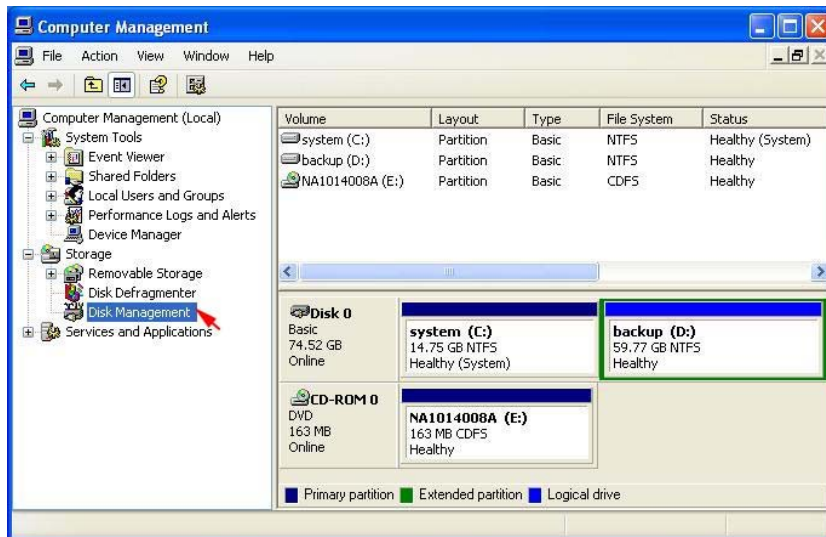 Computer Management
File Action View Window Help
Computer Management (Local)
System Tools
Event Viewer
Shared Folders
Local Users and Groups
Performance Logs and Alerts
Device Manager
Storage
Removable Storage
Disk Defragmenter
Disk Management
Services and Applications
Volume Layout Type File System Status
system (C:) Partition Basic NTFS Healthy (System)
backup (D:) Partition Basic NTFS Healthy
NA1014008A (E:) Partition Basic CDFS Healthy
Disk 0
Basic
74.52 GB
Online
system (C:)
14.75 GB NTFS
Healthy (System)
backup (D:)
59.77 GB NTFS
Healthy
CD-ROM 0
DVD
163 MB
Online
NA1014008A (E:)
163 MB CDFS
Healthy
Primary partition Extended partition Logical drive